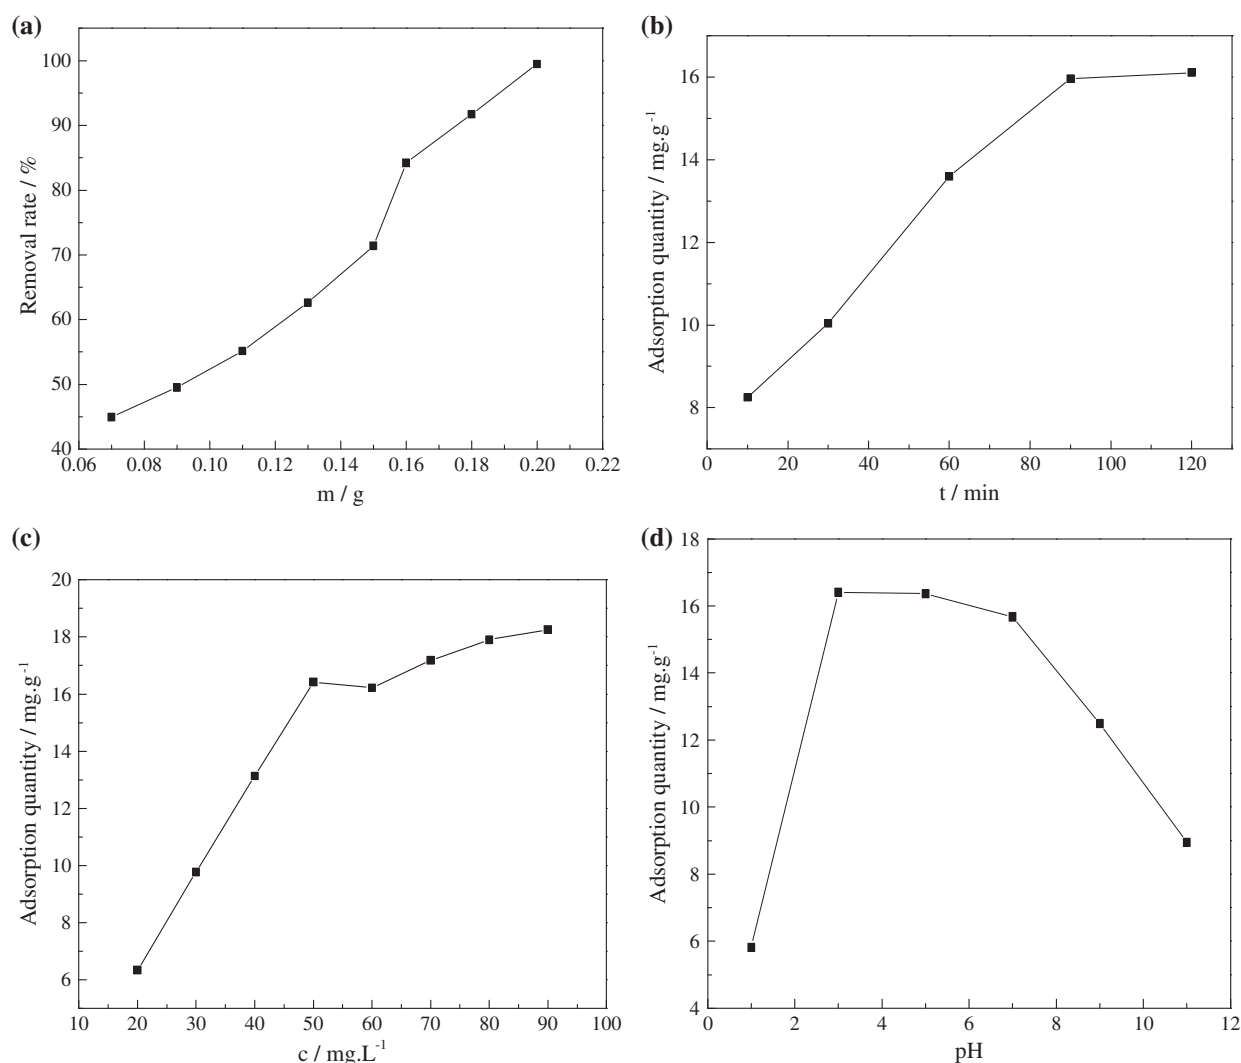 (a)
100
90
80
70
60
50
40
Removal rate / %
0.06 0.08 0.10 0.12 0.14 0.16 0.18 0.20 0.22
m / g
(b)
16
14
12
10
8
Adsorption quantity / mg.g-1
0 20 40 60 80 100 120
t / min
(c)
20
18
16
14
12
10
8
6
Adsorption quantity / mg.g-1
10 20 30 40 50 60 70 80 90 100
c / mg.L-1
(d)
18
16
14
12
10
8
6
4
Adsorption quantity / mg.g-1
0 2 4 6 8 10 12
pH